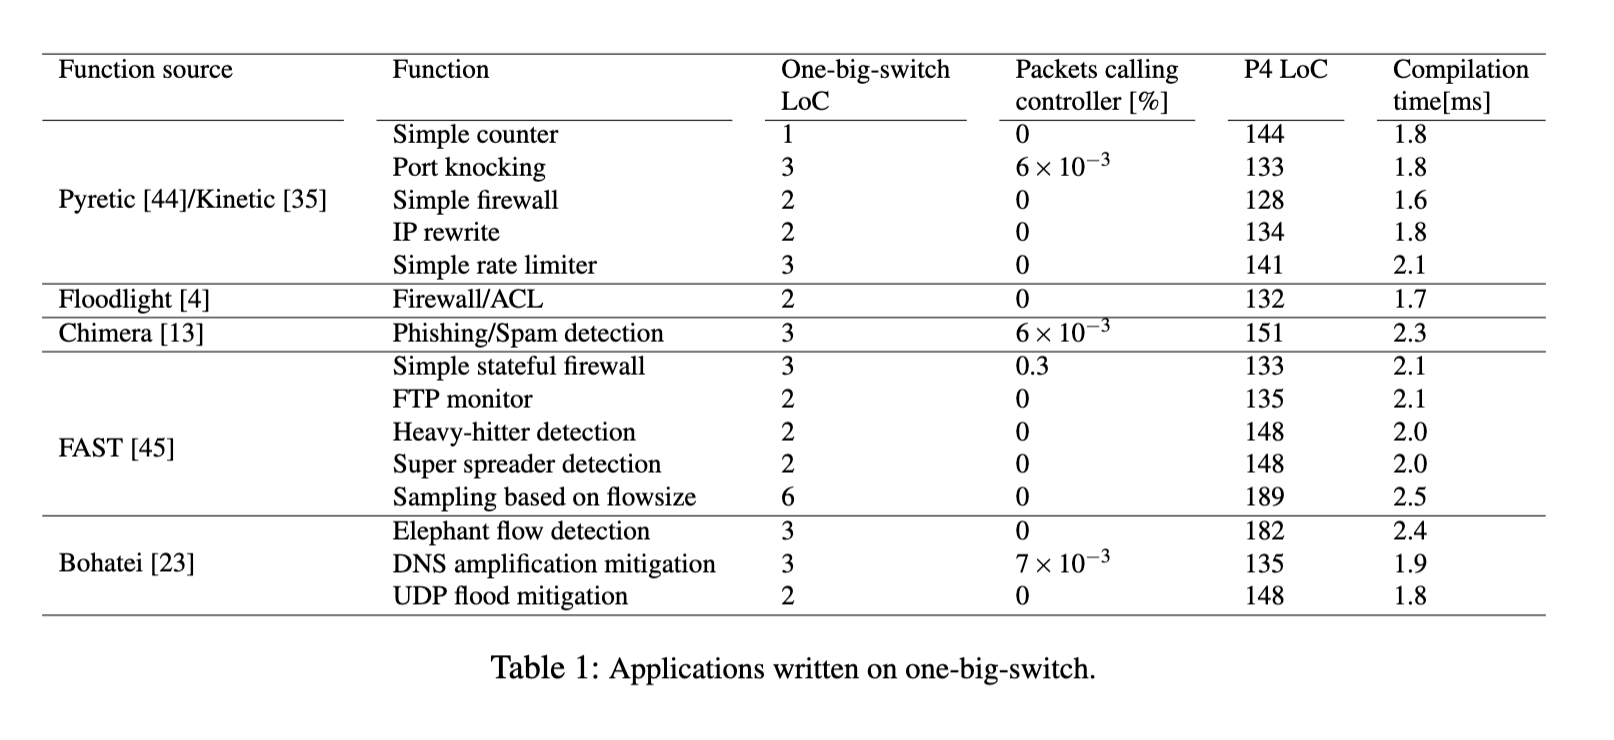 Function source Function One-big-switch LoC Packets calling controller [%] P4 LoC Compilation time[ms]
Pyretic [44]/Kinetic [35] Simple counter 1 0 144 1.8
Port knocking 3 6 × 10⁻³ 133 1.8
Simple firewall 2 0 128 1.6
IP rewrite 2 0 134 1.8
Simple rate limiter 3 0 141 2.1
Floodlight [4] Firewall/ACL 2 0 132 1.7
Chimera [13] Phishing/Spam detection 3 6 × 10⁻³ 151 2.3
FAST [45] Simple stateful firewall 3 0.3 133 2.1
FTP monitor 2 0 135 2.1
Heavy-hitter detection 2 0 148 2.0
Super spreader detection 2 0 148 2.0
Sampling based on flowsize 6 0 189 2.5
Bohatei [23] Elephant flow detection 3 0 182 2.4
DNS amplification mitigation 3 7 × 10⁻³ 135 1.9
UDP flood mitigation 2 0 148 1.8
Table 1: Applications written on one-big-switch.